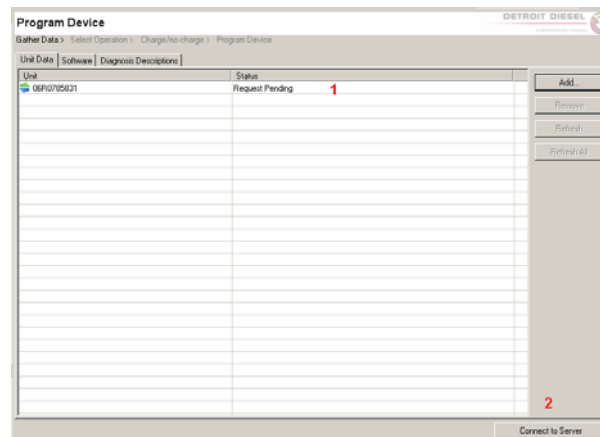 Program Device
DETROIT DIESEL
Gather Data > Select Operation > Charge/no-charge > Program Device
Unit Data Software Diagnosis Descriptions
Unit Status
06R0785831 Request Pending 1
Add...
Remove
Refresh
Refresh All
2
Connect to Server